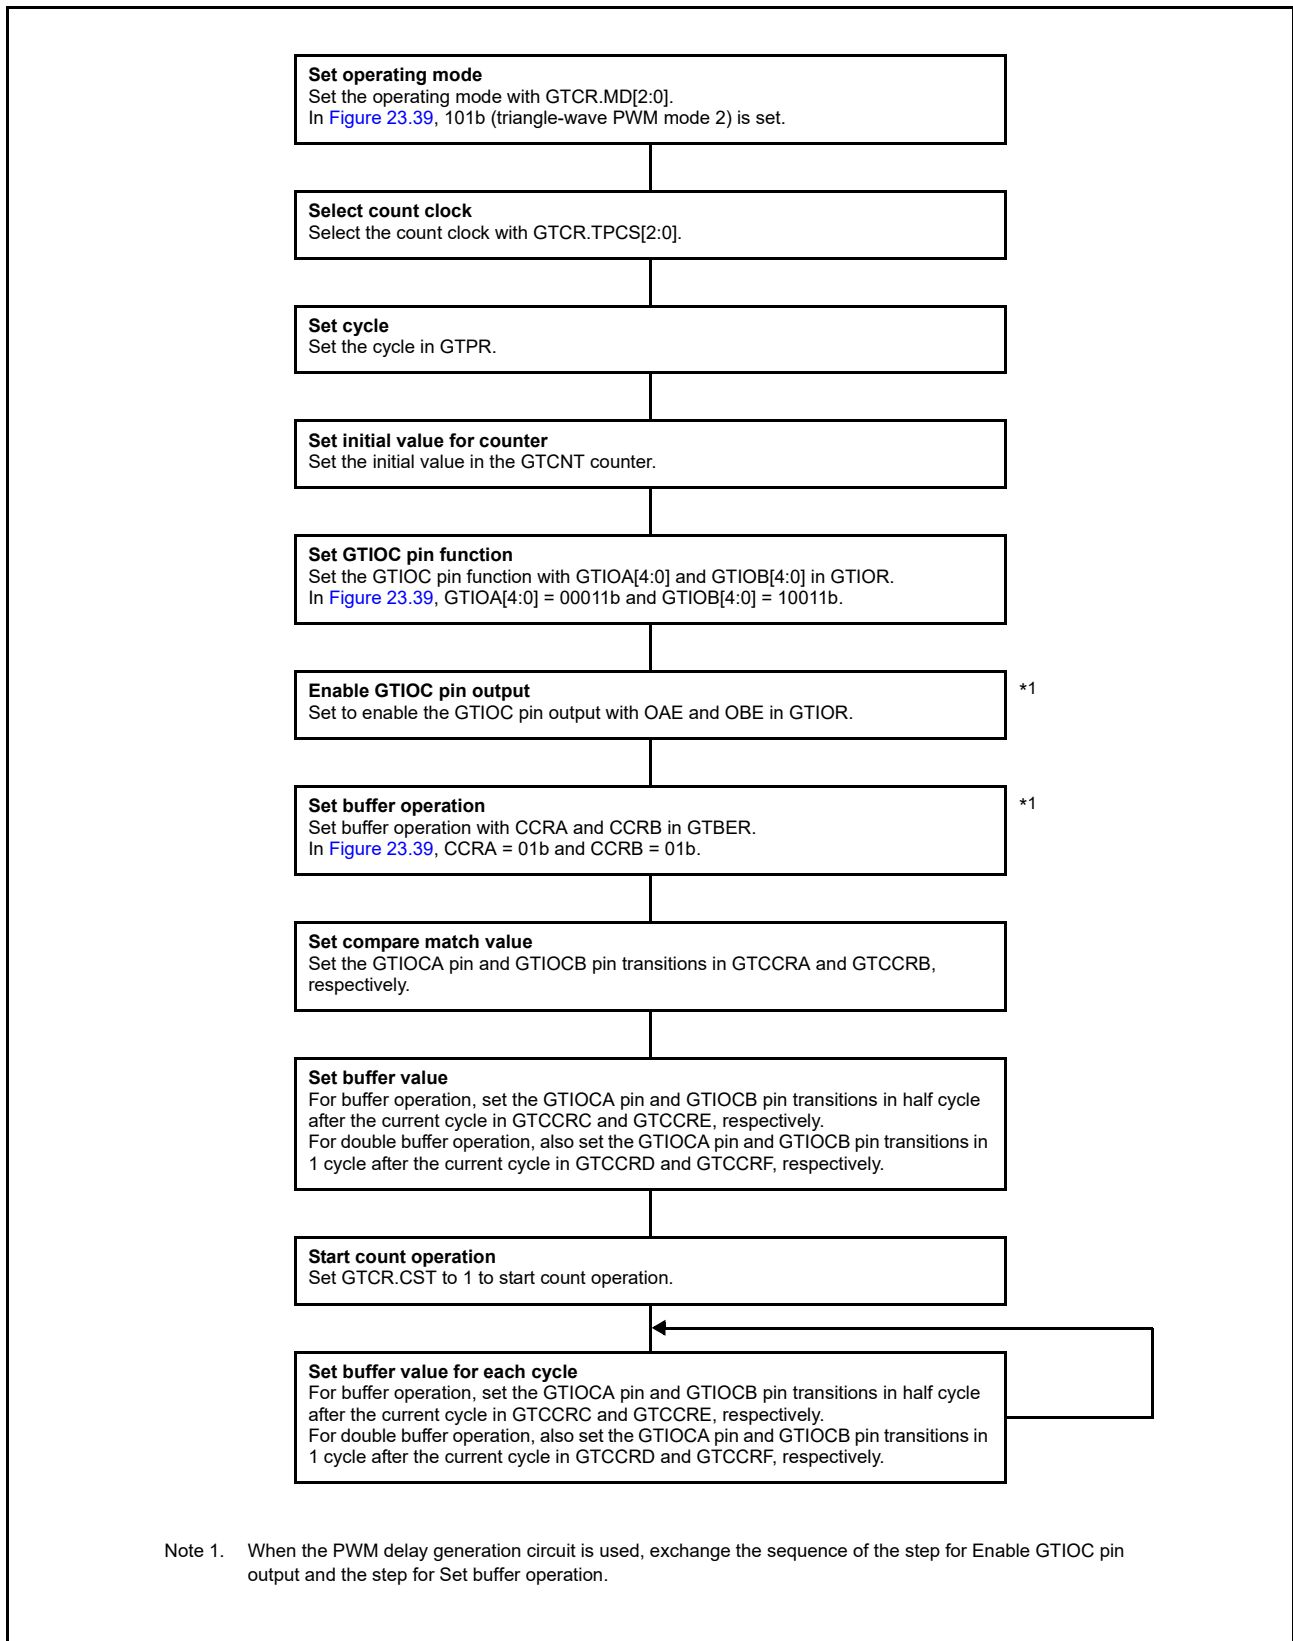 Set operating mode
Set the operating mode with GTCR.MD[2:0].
In Figure 23.39, 101b (triangle-wave PWM mode 2) is set.
Select count clock
Select the count clock with GTCR.TPCS[2:0].
Set cycle
Set the cycle in GTPR.
Set initial value for counter
Set the initial value in the GTCNT counter.
Set GTIOC pin function
Set the GTIOC pin function with GTIOA[4:0] and GTIOB[4:0] in GTIOR.
In Figure 23.39, GTIOA[4:0] = 00011b and GTIOB[4:0] = 10011b.
Enable GTIOC pin output
*1
Set to enable the GTIOC pin output with OAE and OBE in GTIOR.
Set buffer operation
*1
Set buffer operation with CCRA and CCRB in GTBER.
In Figure 23.39, CCRA = 01b and CCRB = 01b.
Set compare match value
Set the GTIOCA pin and GTIOCB pin transitions in GTCCRA and GTCCRB,
respectively.
Set buffer value
For buffer operation, set the GTIOCA pin and GTIOCB pin transitions in half cycle
after the current cycle in GTCCRC and GTCCRE, respectively.
For double buffer operation, also set the GTIOCA pin and GTIOCB pin transitions in
1 cycle after the current cycle in GTCCRD and GTCCRF, respectively.
Start count operation
Set GTCR.CST to 1 to start count operation.
Set buffer value for each cycle
For buffer operation, set the GTIOCA pin and GTIOCB pin transitions in half cycle
after the current cycle in GTCCRC and GTCCRE, respectively.
For double buffer operation, also set the GTIOCA pin and GTIOCB pin transitions in
1 cycle after the current cycle in GTCCRD and GTCCRF, respectively.
Note 1. When the PWM delay generation circuit is used, exchange the sequence of the step for Enable GTIOC pin
output and the step for Set buffer operation.